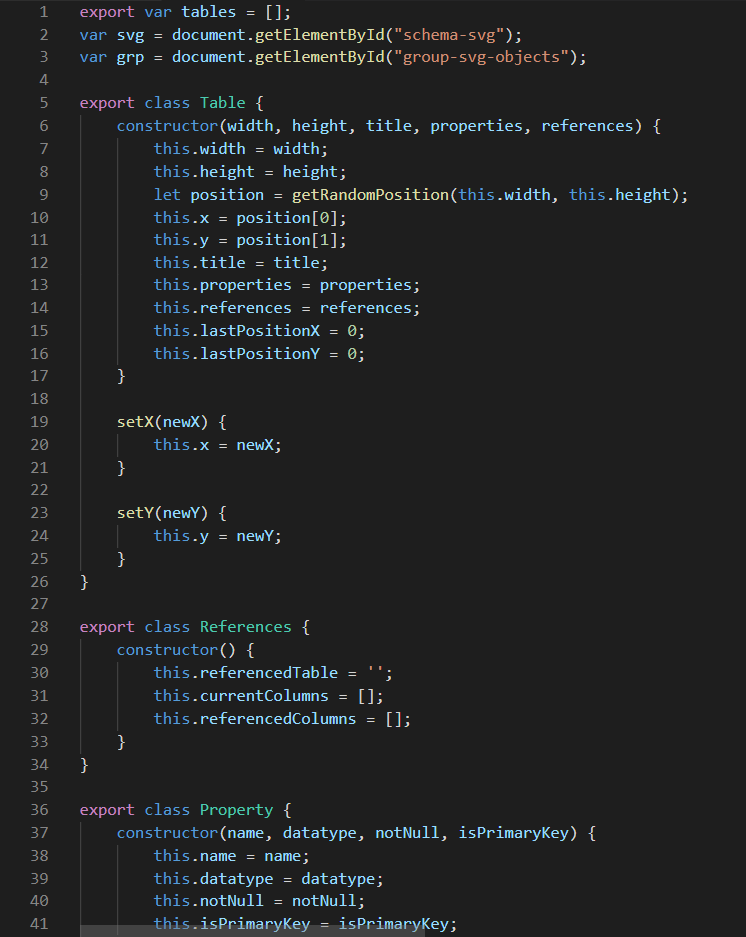 1 export var tables = [];
2 var svg = document.getElementById("schema-svg");
3 var grp = document.getElementById("group-svg-objects");
4
5 export class Table {
6     constructor(width, height, title, properties, references) {
7         this.width = width;
8         this.height = height;
9         let position = getRandomPosition(this.width, this.height);
10         this.x = position[0];
11         this.y = position[1];
12         this.title = title;
13         this.properties = properties;
14         this.references = references;
15         this.lastPositionX = 0;
16         this.lastPositionY = 0;
17     }
18
19     setX(newX) {
20         this.x = newX;
21     }
22
23     setY(newY) {
24         this.y = newY;
25     }
26 }
27
28 export class References {
29     constructor() {
30         this.referencedTable = '';
31         this.currentColumns = [];
32         this.referencedColumns = [];
33     }
34 }
35
36 export class Property {
37     constructor(name, datatype, notNull, isPrimaryKey) {
38         this.name = name;
39         this.datatype = datatype;
40         this.notNull = notNull;
41         this.isPrimaryKey = isPrimaryKey;